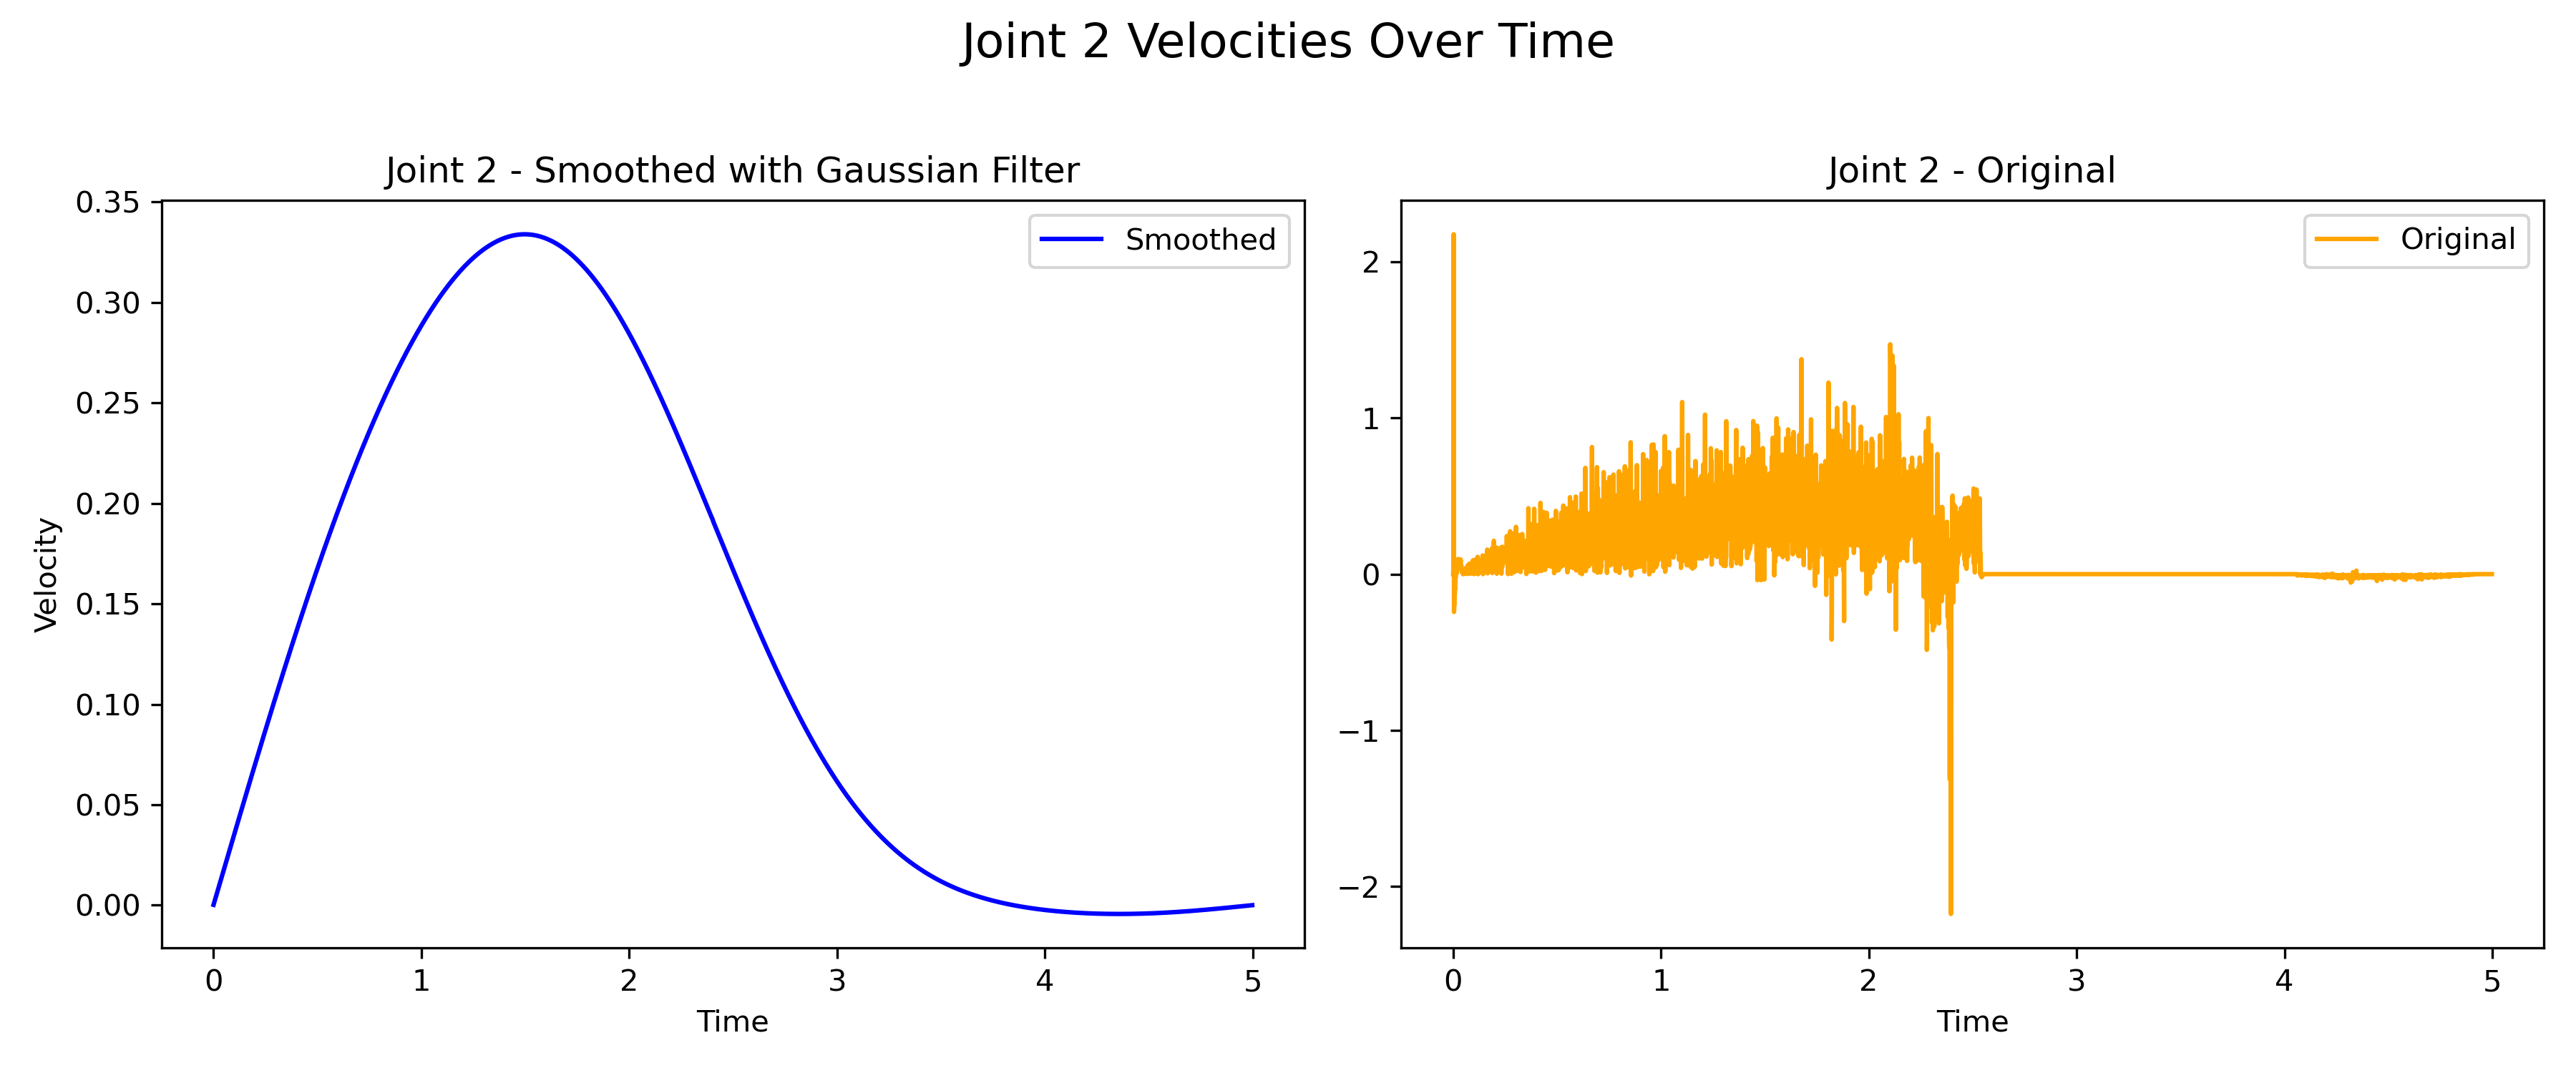 Joint 2 Velocities Over Time
Joint 2 - Smoothed with Gaussian Filter
Smoothed
0.35
0.30
0.25
0.20
0.15
0.10
0.05
0.00
Velocity
0 1 2 3 4 5
Time
Joint 2 - Original
Original
2
1
0
−1
−2
0 1 2 3 4 5
Time